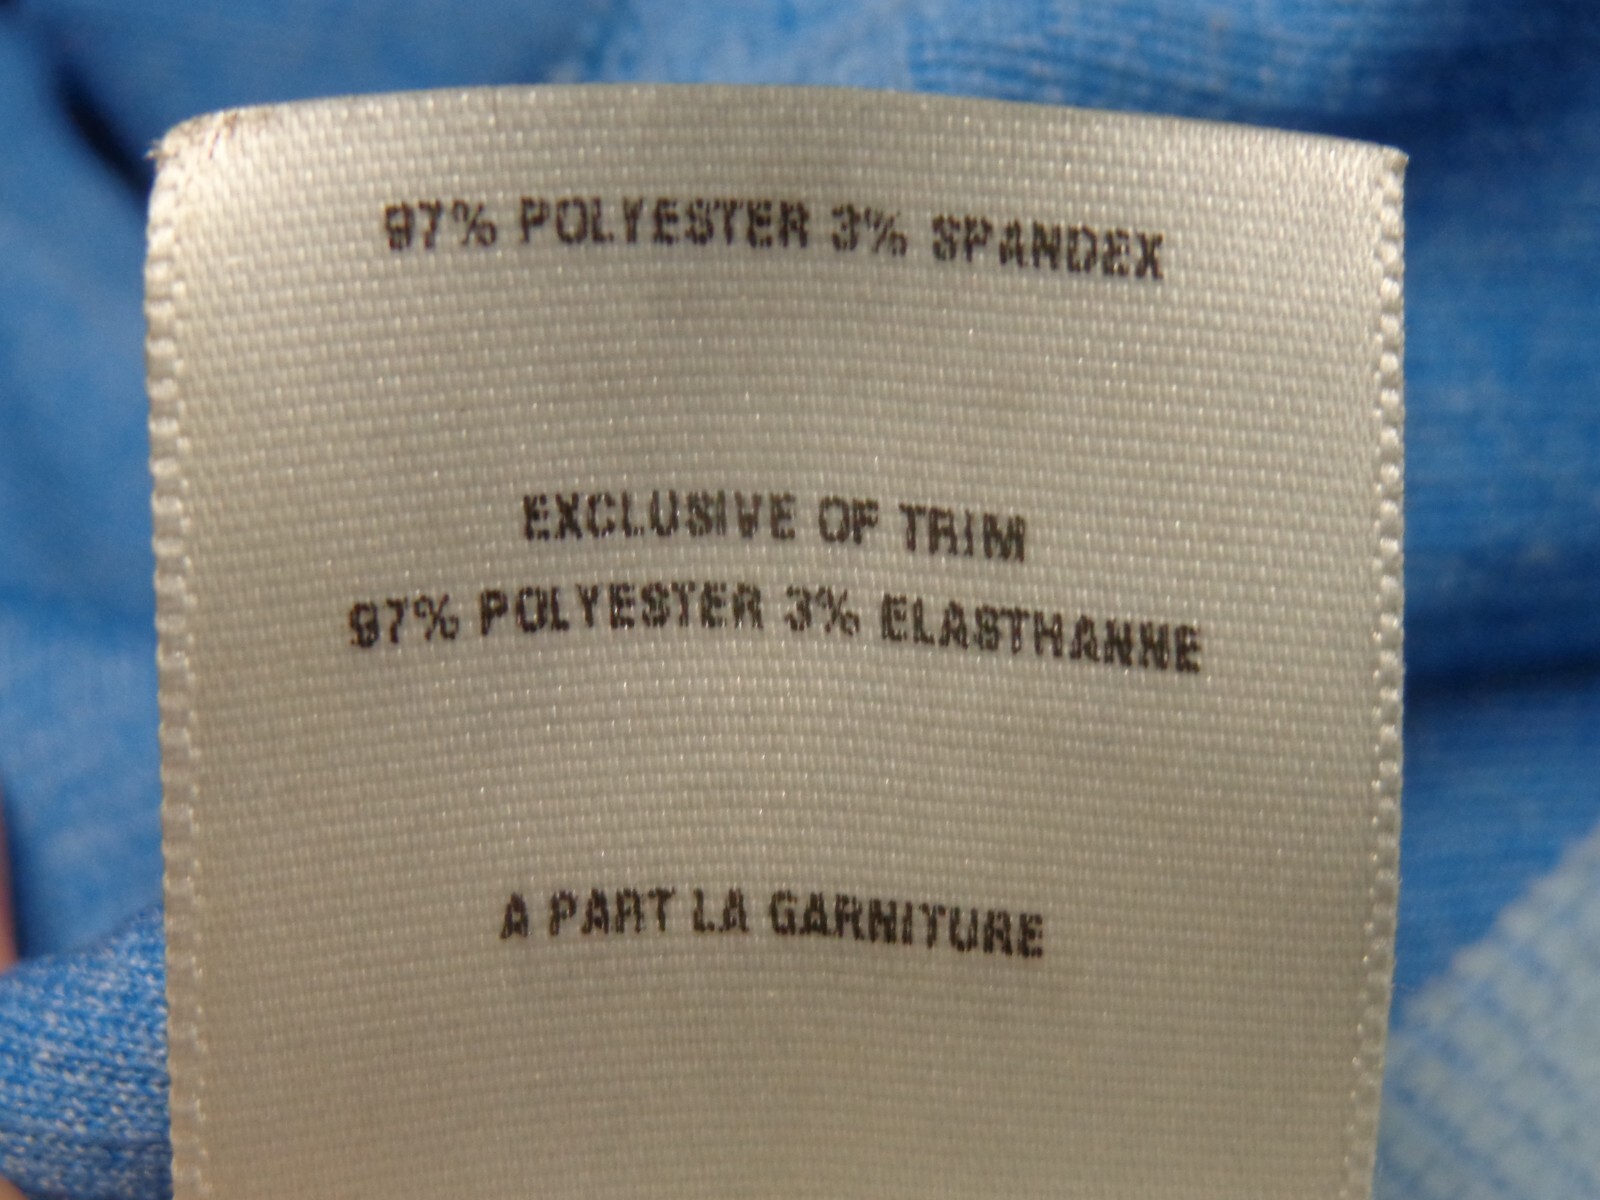 97% POLYESTER 3% SPANDEX
EXCLUSIVE OF TRIM
97% POLYESTER 3% ELASTHANNE
A PART LA GARNITURE